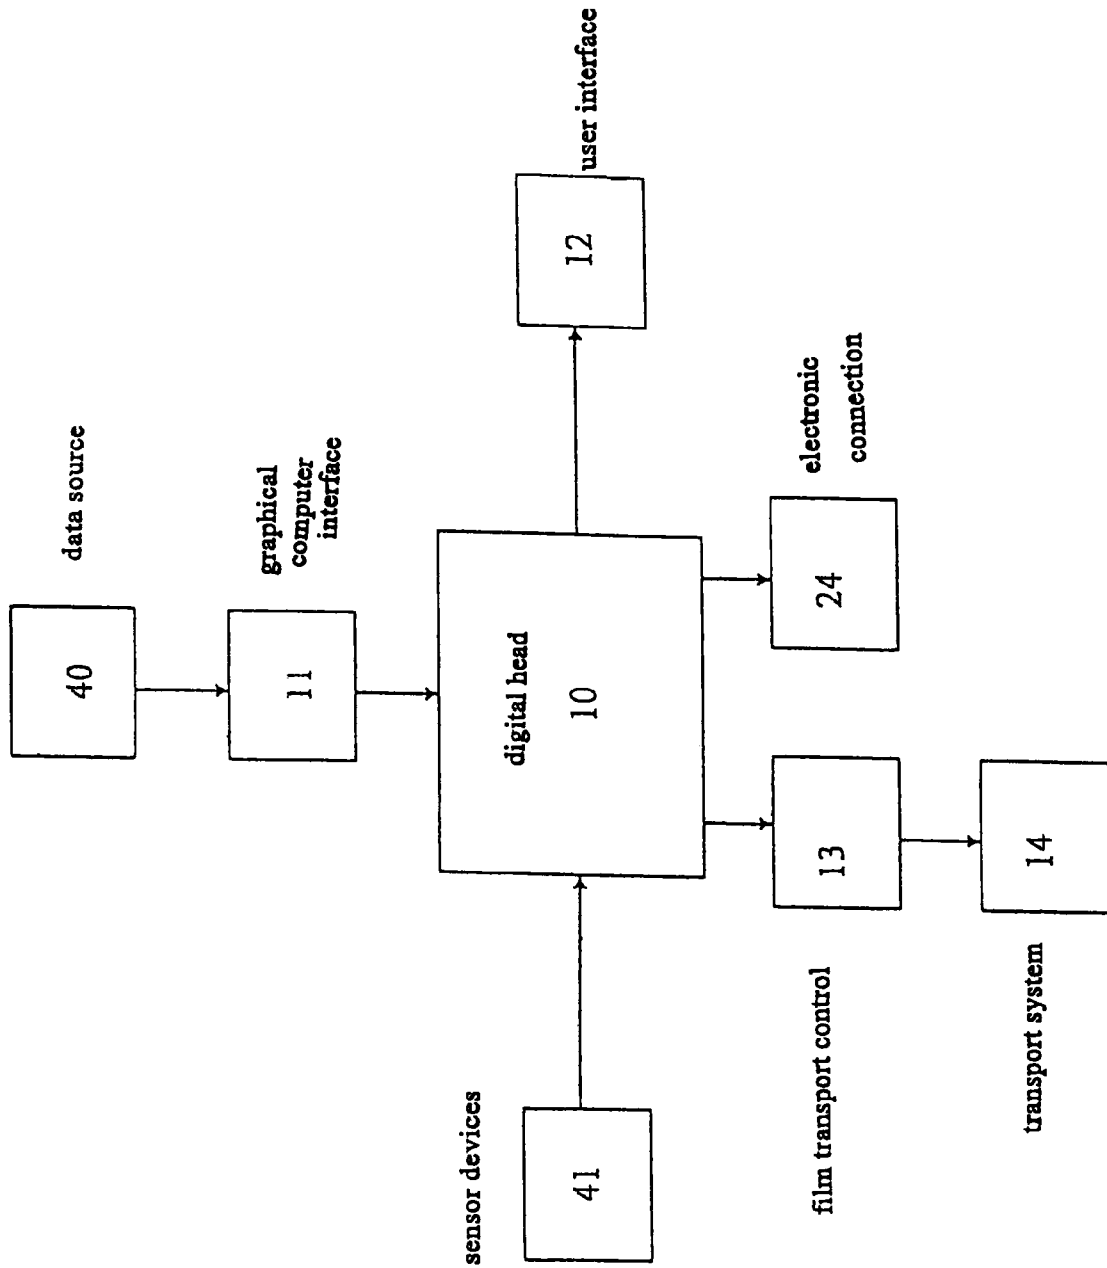 sensor devices
41
film transport control
13
transport system
14
digital head
10
data source
40
graphical
computer
interface
11
electronic
connection
24
user interface
12